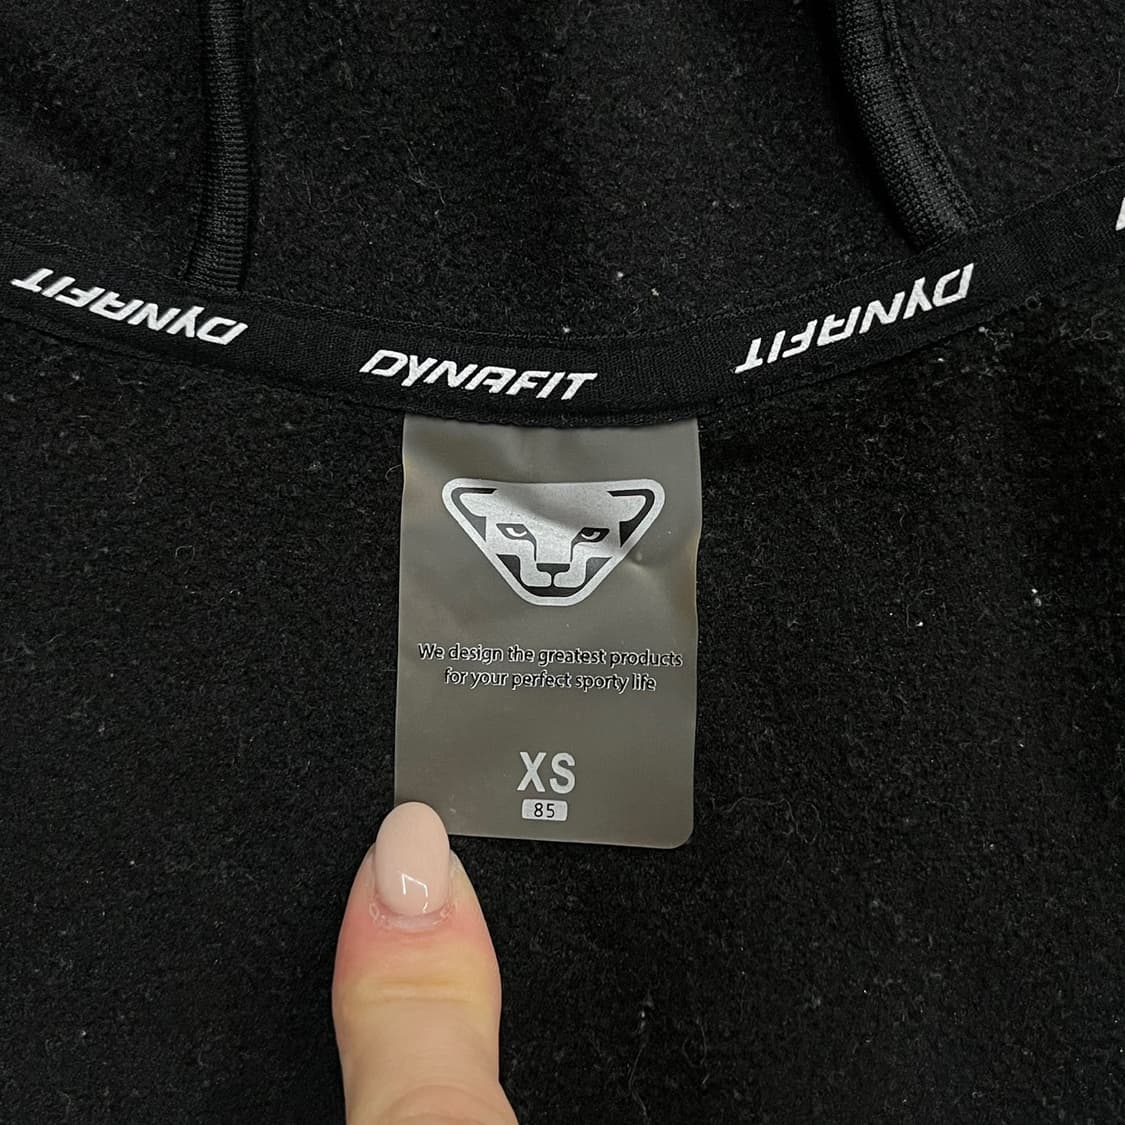 DYNAFIT
DYNAFIT
DYNAFIT
We design the greatest products
for your perfect sporty life
XS
85